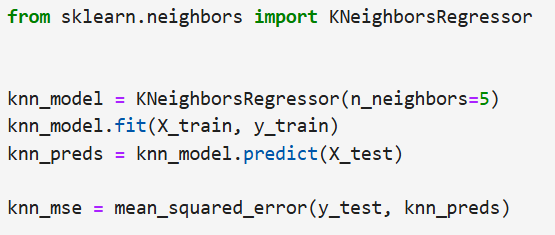 from sklearn.neighbors import KNeighborsRegressor
knn_model = KNeighborsRegressor(n_neighbors=5)
knn_model.fit(X_train, y_train)
knn_preds = knn_model.predict(X_test)
knn_mse = mean_squared_error(y_test, knn_preds)